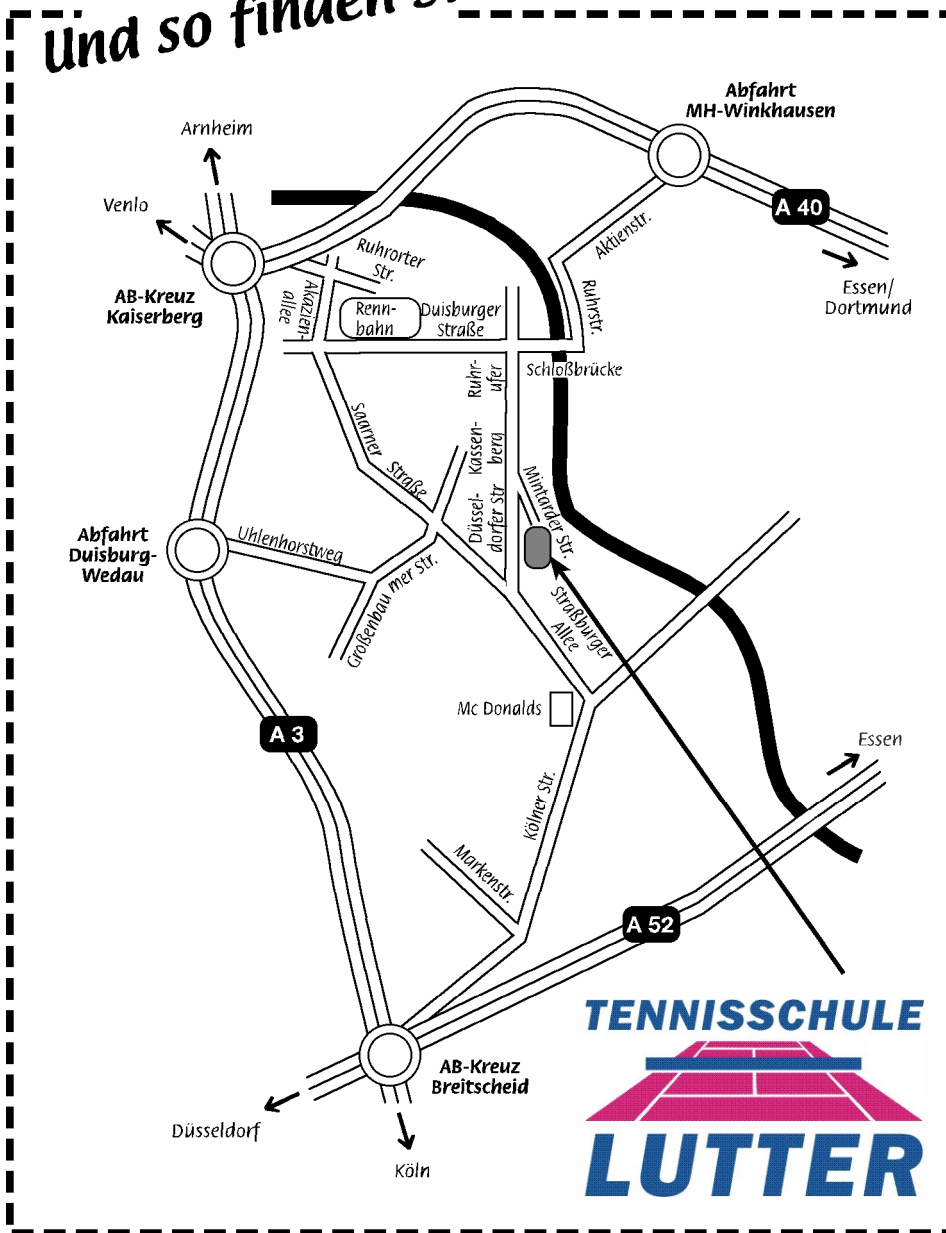 Und so finden
Abfahrt
MH-Winkhausen
Arnheim
Venlo
A 40
Aktienstr.
Ruhrorter
Str.
Essen/
Dortmund
AB-Kreuz
Kaiserberg
Akazien-
allee
Renn-
bahn
Duisburger
Straße
Ruhrstr.
Schloßbrücke
Ruhr-
ufer
Saarner
Straße
Kassen-
berg
Mintarder Str.
Düssel-
dorfer Str
Abfahrt
Duisburg-
Wedau
Uhlenhorstweg
Großenbau mer Str.
Straßburger
Allee
Mc Donalds
A 3
Essen
Kölner Str.
Markenstr.
A 52
AB-Kreuz
Breitscheid
Düsseldorf
Köln
TENNISSCHULE
LUTTER